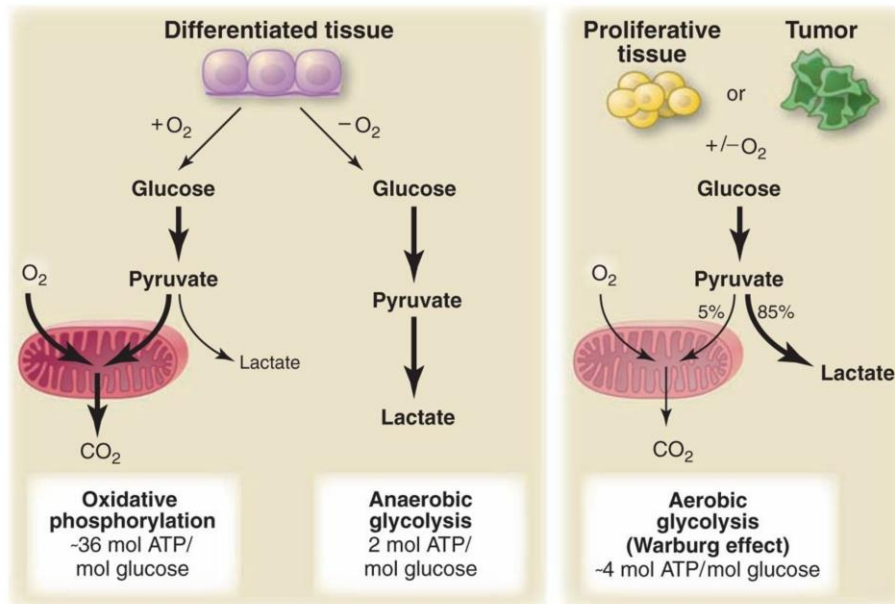 Differentiated tissue
+O₂
−O₂
Glucose
Glucose
O₂
Pyruvate
Pyruvate
Lactate
Lactate
CO₂
Oxidative
phosphorylation
~36 mol ATP/
mol glucose
Anaerobic
glycolysis
2 mol ATP/
mol glucose
Proliferative
tissue
or
Tumor
+/−O₂
Glucose
O₂
Pyruvate
5%
85%
Lactate
CO₂
Aerobic
glycolysis
(Warburg effect)
~4 mol ATP/mol glucose